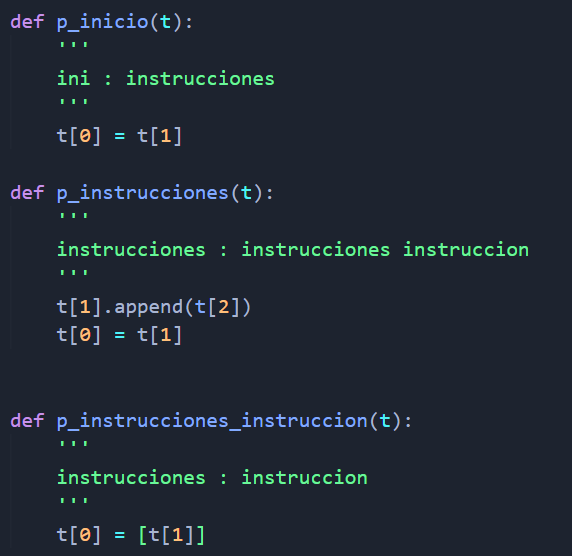 def p_inicio(t):
    '''
    ini : instrucciones
    '''
    t[0] = t[1]
def p_instrucciones(t):
    '''
    instrucciones : instrucciones instruccion
    '''
    t[1].append(t[2])
    t[0] = t[1]
def p_instrucciones_instruccion(t):
    '''
    instrucciones : instruccion
    '''
    t[0] = [t[1]]